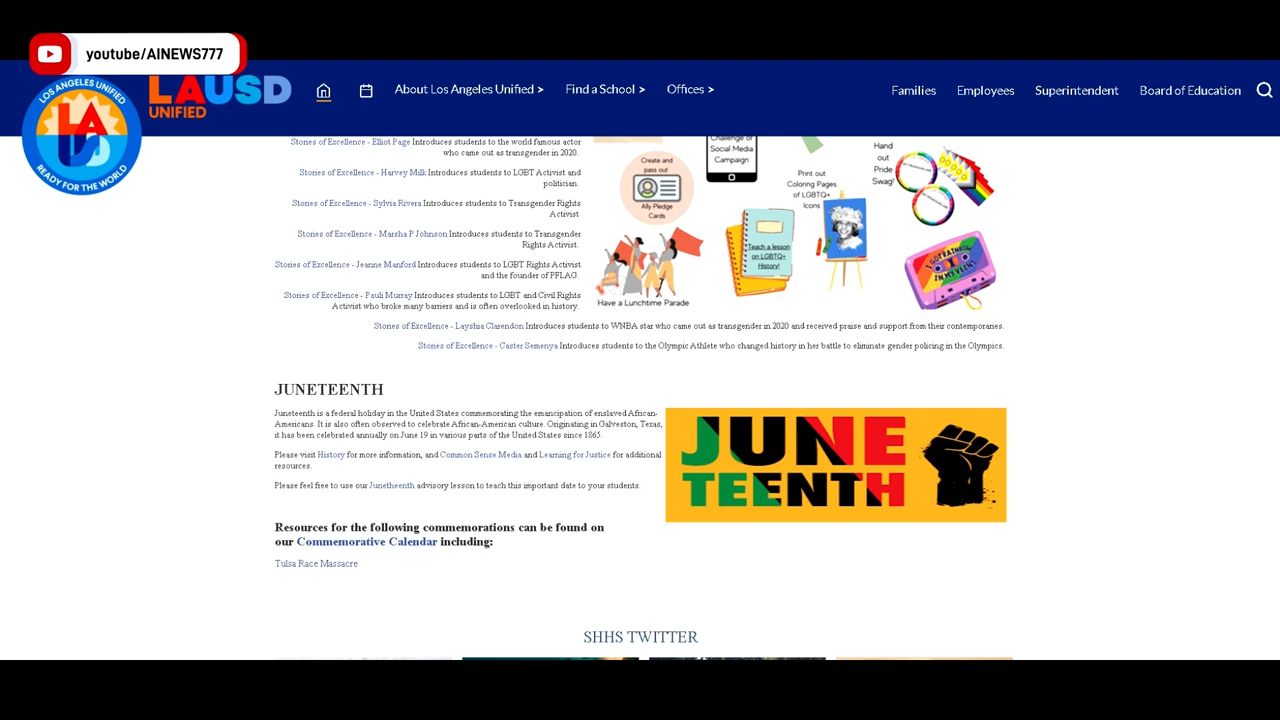 youtube/AINEWS777
LOS ANGELES UNIFIED
READY FOR THE WORLD
LAUSD
UNIFIED
About Los Angeles Unified >
Find a School >
Offices >
Families
Employees
Superintendent
Board of Education
Stories of Excellence - Elliot Page Introduces students to the world famous actor
who came out as transgender in 2020.
Stories of Excellence - Harvey Milk Introduces students to LGBT Activist and
politician.
Stories of Excellence - Sylvia Rivera Introduces students to Transgender Rights
Activist
Stories of Excellence - Marsha P Johnson Introduces students to Transgender
Rights Activist.
Stories of Excellence - Jeanne Manford Introduces students to LGBT Rights Activist
and the founder of PFLAG.
Stories of Excellence - Pauli Murray Introduces students to LGBT and Civil Rights
Activist who broke many barriers and is often overlooked in history.
Challenge or
Social Media
Campaign
Create and
pass out
Ally Pledge
Cards
Print out
Coloring Pages
of LGBTQ+
Icons
Hand
out
Pride
Swag!
Teach a lesson
on LGBTQ+
History!
Have a Lunchtime Parade
Stories of Excellence - Layshia Clarendon Introduces students to WNBA star who came out as transgender in 2020 and received praise and support from their contemporaries.
Stories of Excellence - Caster Semenya Introduces students to the Olympic Athlete who changed history in her battle to eliminate gender policing in the Olympics.
JUNETEENTH
Juneteenth is a federal holiday in the United States commemorating the emancipation of enslaved African-
Americans. It is also often observed to celebrate African-American culture. Originating in Galveston, Texas,
it has been celebrated annually on June 19 in various parts of the United States since 1865.
Please visit History for more information, and Common Sense Media and Learning for Justice for additional
resources.
Please feel free to use our Junetheenth advisory lesson to teach this important date to your students.
JUNE
TEENTH
Resources for the following commemorations can be found on
our Commemorative Calendar including:
Tulsa Race Massacre
SHHS TWITTER